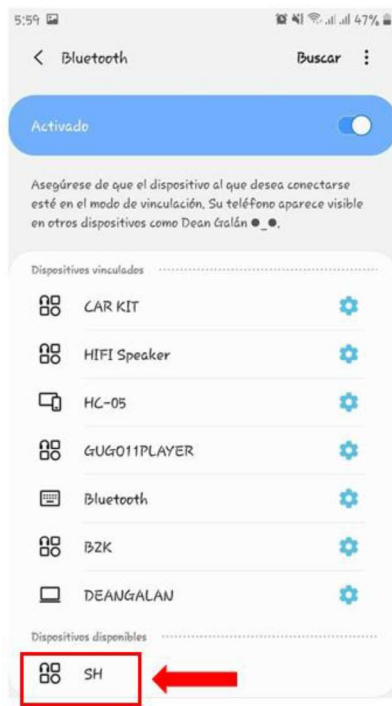 5:59 47%
Bluetooth Buscar
Activado
Asegúrese de que el dispositivo al que desea conectarse
esté en el modo de vinculación. Su teléfono aparece visible
en otros dispositivos como Dean Galán ●_●.
Dispositivos vinculados
CAR KIT
HIFI Speaker
HC-05
GUGO11PLAYER
Bluetooth
BZK
DEANGALAN
Dispositivos disponibles
SH